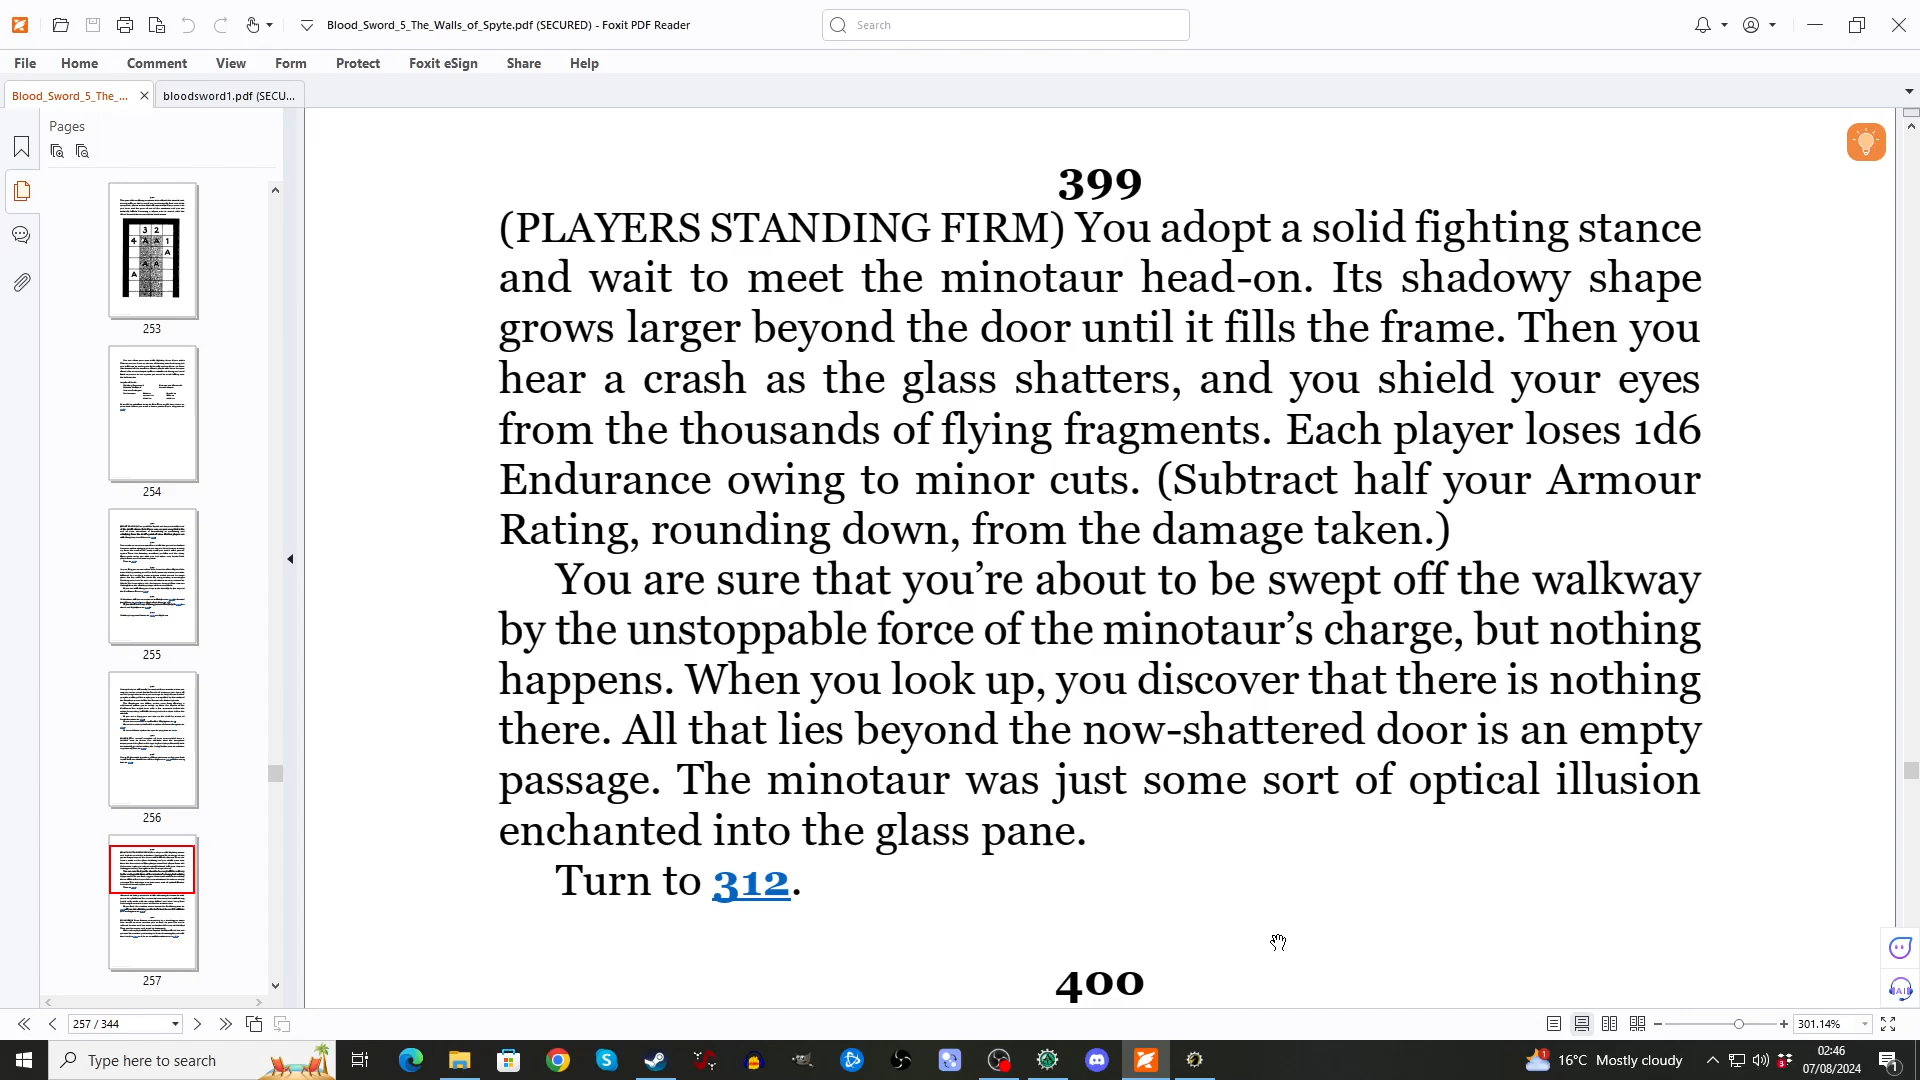 Blood_Sword_5_The_Walls_of_Spyte.pdf (SECURED) - Foxit PDF Reader
Search
File Home Comment View Form Protect Foxit eSign Share Help
Blood_Sword_5_The_... bloodsword1.pdf (SECU...
Pages
253
254
255
256
257
399
(PLAYERS STANDING FIRM) You adopt a solid fighting stance
and wait to meet the minotaur head-on. Its shadowy shape
grows larger beyond the door until it fills the frame. Then you
hear a crash as the glass shatters, and you shield your eyes
from the thousands of flying fragments. Each player loses 1d6
Endurance owing to minor cuts. (Subtract half your Armour
Rating, rounding down, from the damage taken.)
You are sure that you’re about to be swept off the walkway
by the unstoppable force of the minotaur’s charge, but nothing
happens. When you look up, you discover that there is nothing
there. All that lies beyond the now-shattered door is an empty
passage. The minotaur was just some sort of optical illusion
enchanted into the glass pane.
Turn to 312.
400
257 / 344
301.14%
Type here to search
16°C Mostly cloudy
02:46
07/08/2024